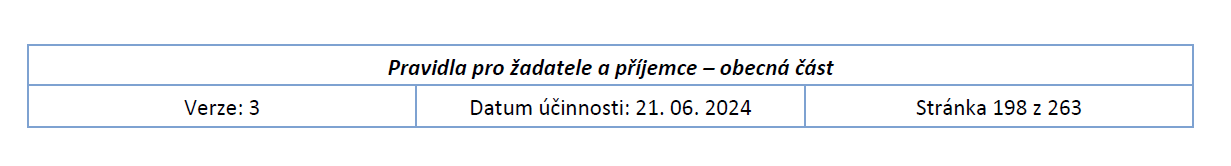 Pravidla pro žadatele a příjemce – obecná část
Verze: 3 Datum účinnosti: 21. 06. 2024 Stránka 198 z 263